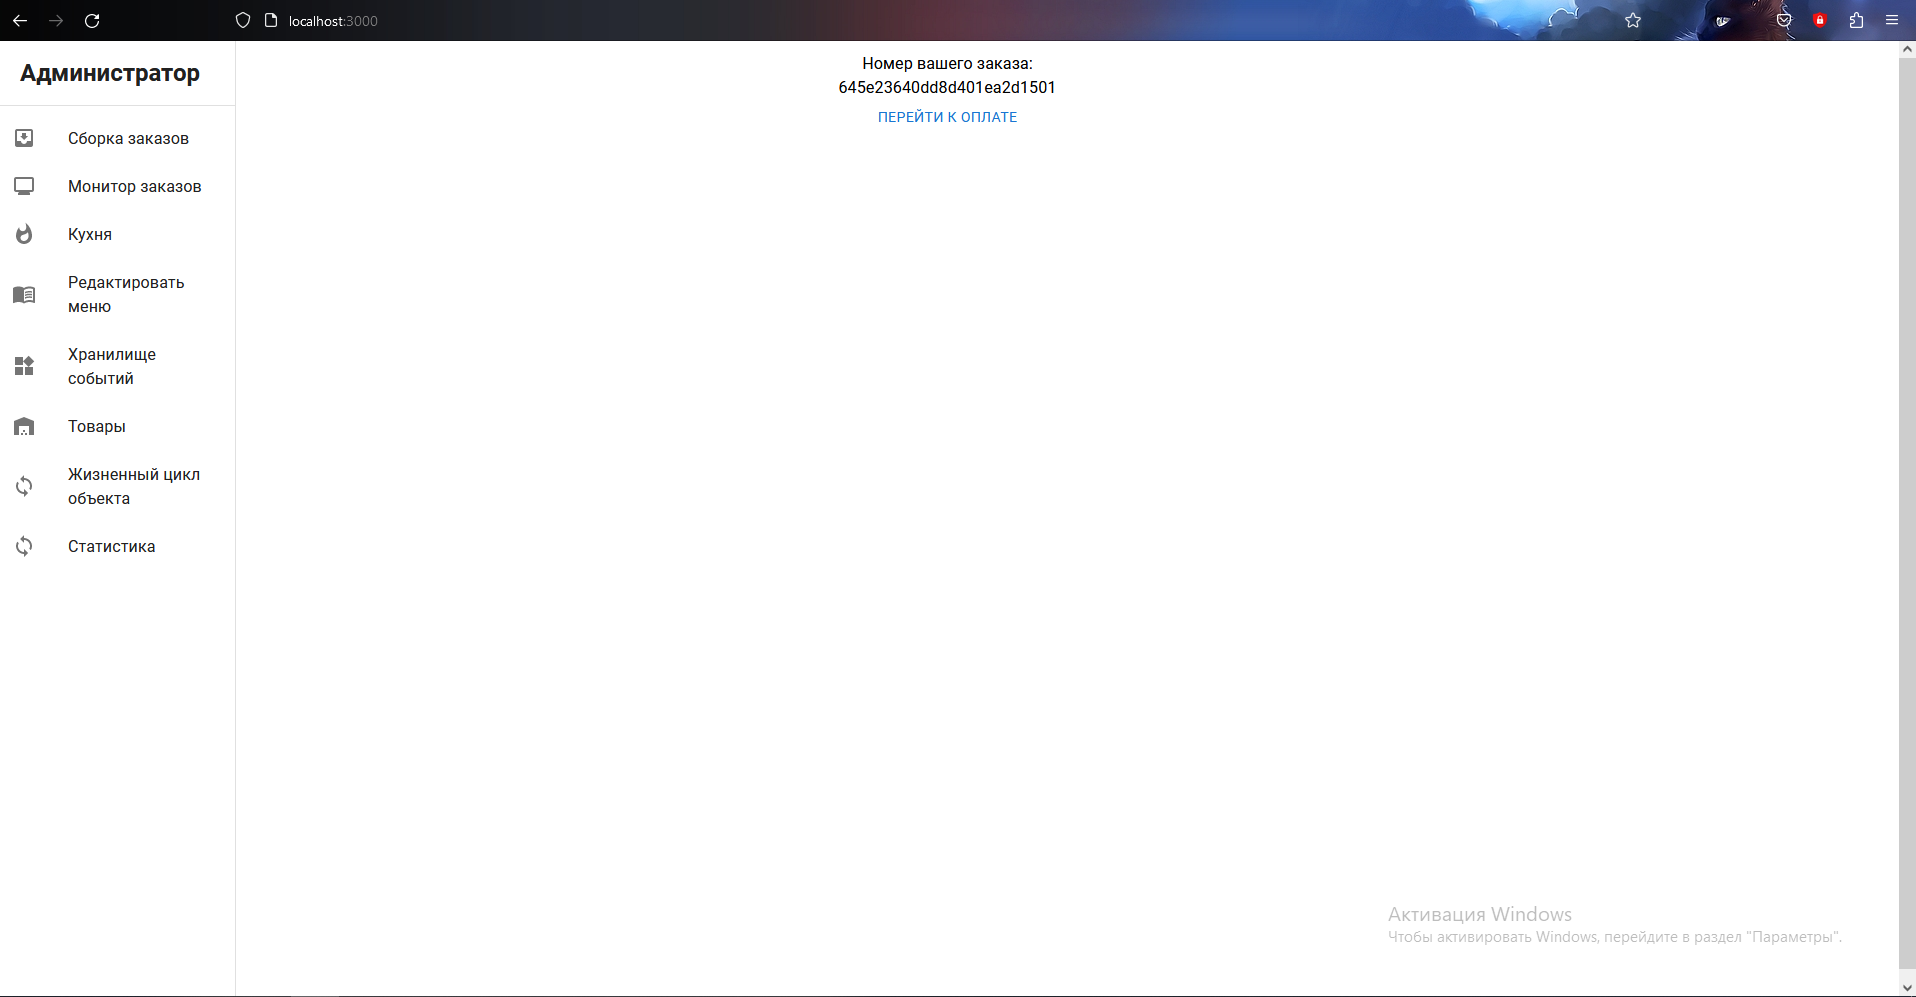 localhost:3000
Администратор
Сборка заказов
Монитор заказов
Кухня
Редактировать
меню
Хранилище
событий
Товары
Жизненный цикл
объекта
Статистика
Номер вашего заказа:
645e23640dd8d401ea2d1501
ПЕРЕЙТИ К ОПЛАТЕ
Активация Windows
Чтобы активировать Windows, перейдите в раздел "Параметры".